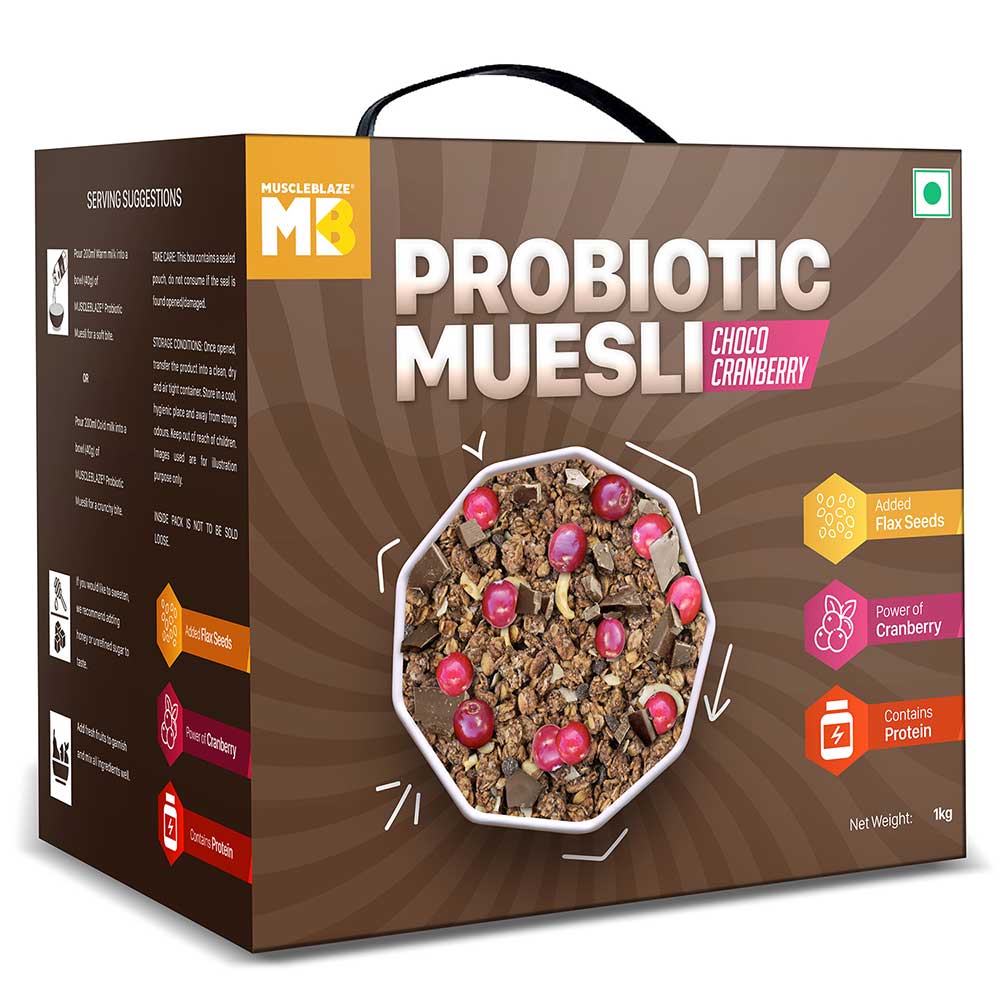 SERVING SUGGESTIONS
Pour 200ml Warm milk into a
bowl (40g) of
MUSCLEBLAZE® Probiotic
Muesli for a soft bite.
OR
Pour 200ml Cold milk into a
bowl (40g) of
MUSCLEBLAZE® Probiotic
Muesli for a crunchy bite.
If you would like to sweeten,
we recommend adding
honey or unrefined sugar to
taste.
Add fresh fruits to garnish
and mix all ingredients well.
TAKE CARE: This box contains a sealed
pouch, do not consume if the seal is
found opened/damaged.
STORAGE CONDITIONS: Once opened,
transfer the product into a clean, dry
and air tight container. Store in a cool,
hygienic place and away from strong
odours. Keep out of reach of children.
Images used are for illustration
purpose only.
INSIDE PACK IS NOT TO BE SOLD
LOOSE.
Added Flax Seeds
Power of Cranberry
Contains Protein
MUSCLEBLAZE®
MB
PROBIOTIC
MUESLI
CHOCO
CRANBERRY
Added
Flax Seeds
Power of
Cranberry
Contains
Protein
Net Weight: 1kg